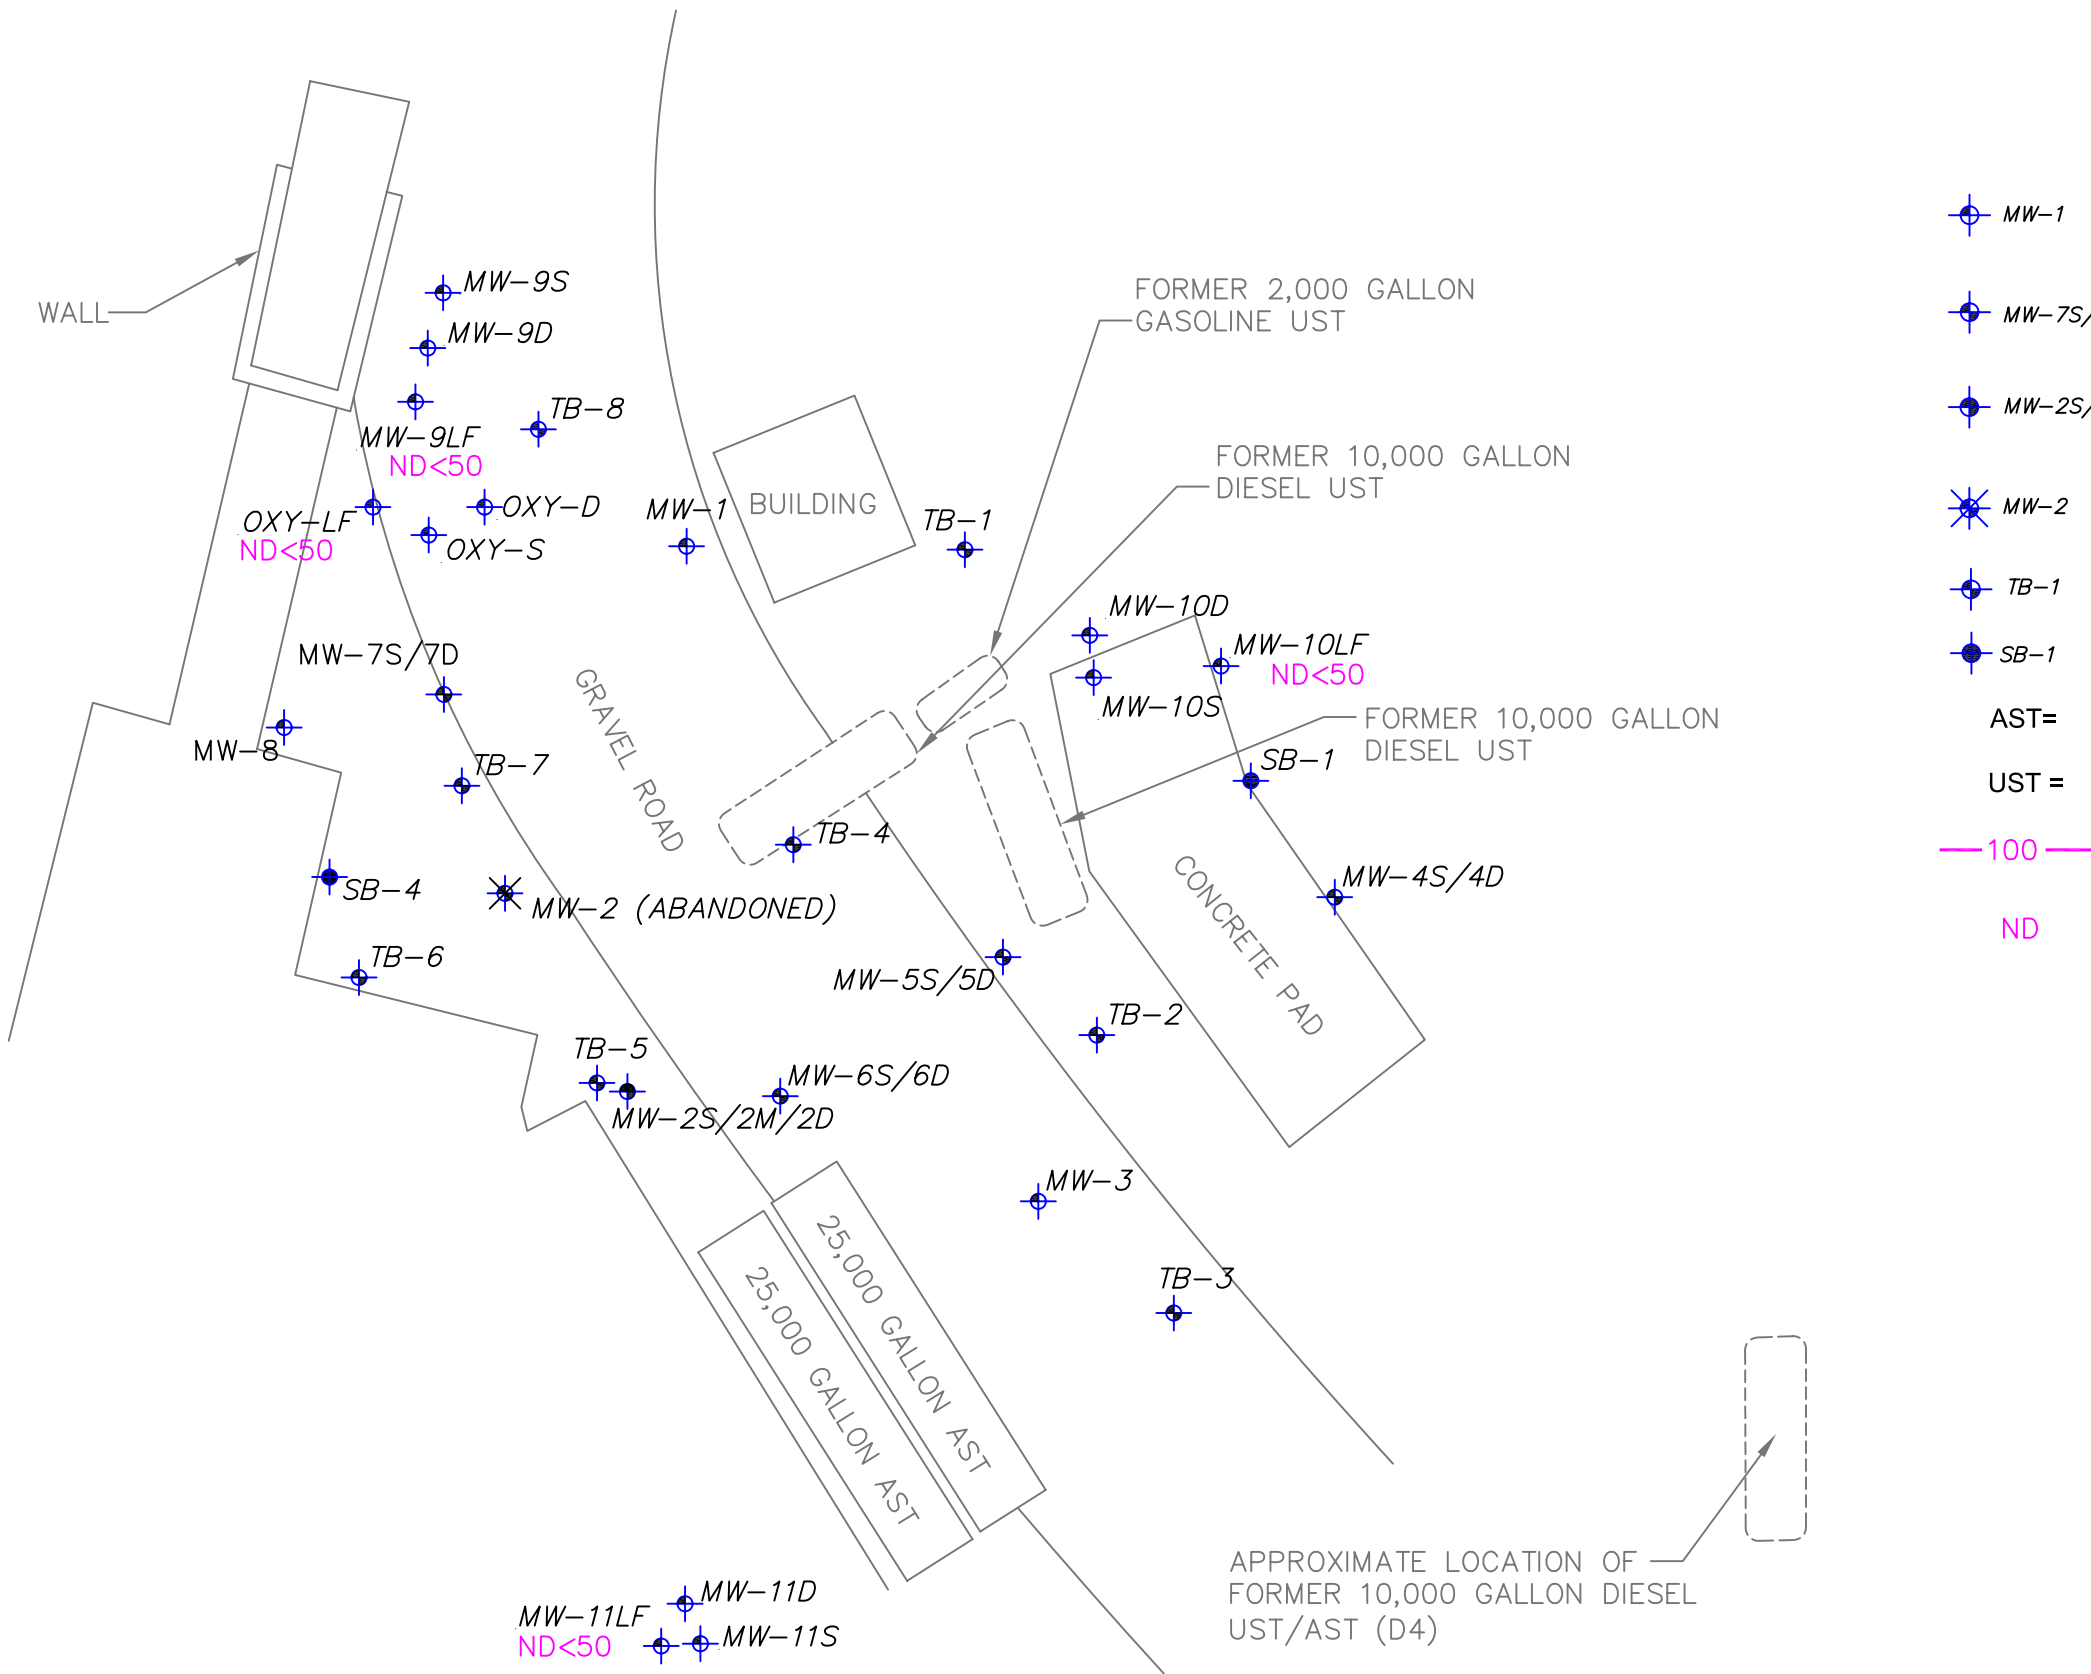 MW-9S
MW-9D
WALL
MW-9LF
ND<50
TB-8
OXY-LF
ND<50
OXY-D
OXY-S
MW-1
BUILDING
TB-1
FORMER 2,000 GALLON
GASOLINE UST
FORMER 10,000 GALLON
DIESEL UST
MW-10D
MW-10LF
ND<50
MW-10S
FORMER 10,000 GALLON
DIESEL UST
MW-7S/7D
MW-8
TB-7
GRAVEL ROAD
SB-1
TB-4
SB-4
MW-2 (ABANDONED)
CONCRETE PAD
MW-4S/4D
TB-6
MW-5S/5D
TB-2
TB-5
MW-2S/2M/2D
MW-6S/6D
MW-3
TB-3
25,000 GALLON AST
25,000 GALLON AST
MW-11D
MW-11LF
ND<50
MW-11S
APPROXIMATE LOCATION OF
FORMER 10,000 GALLON DIESEL
UST/AST (D4)
MW-1
MW-7S/
MW-2S/
MW-2
TB-1
SB-1
AST=
UST =
100
ND